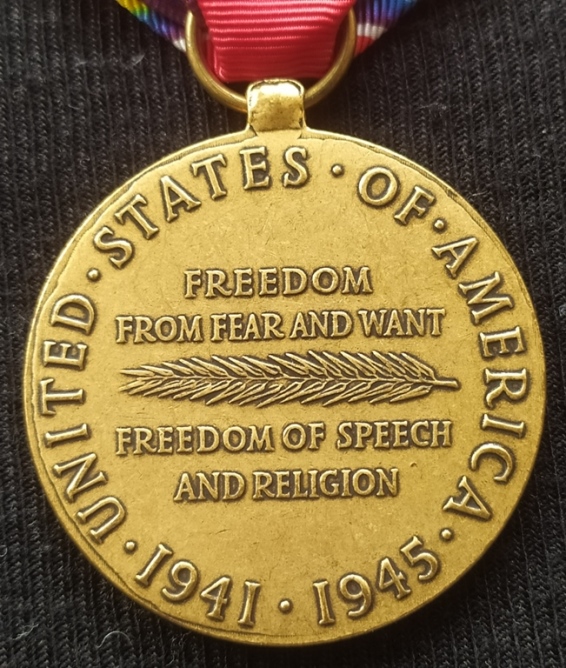 UNITED · STATES · OF · AMERICA ·
FREEDOM
FROM FEAR AND WANT
FREEDOM OF SPEECH
AND RELIGION
1941 · 1945 ·